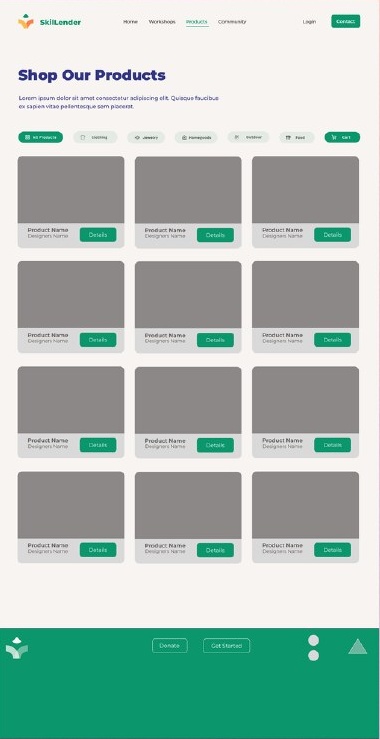 SkilLender
Home Workshops Products Community Login Contact
Shop Our Products
Lorem ipsum dolor sit amet consectetur adipiscing elit. Quisque faucibus
ex sapien vitae pellentesque sem placerat.
All Products Clothing Jewelry Homegoods Outdoor Food Cart
Product Name Product Name Product Name
Designers Name Details Designers Name Details Designers Name Details
Product Name Product Name Product Name
Designers Name Details Designers Name Details Designers Name Details
Product Name Product Name Product Name
Designers Name Details Designers Name Details Designers Name Details
Product Name Product Name Product Name
Designers Name Details Designers Name Details Designers Name Details
Donate Get Started